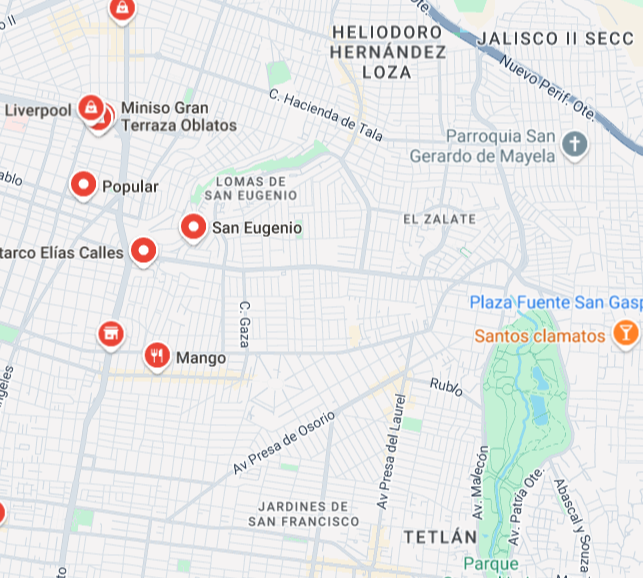 HELIODORO
HERNÁNDEZ
LOZA
Ote.
JALISCO II SECC
Nuevo Perif. Ote.
o II
Liverpool
Miniso Gran
Terraza Oblatos
C. Hacienda de Tala
Parroquia San
Gerardo de Mayela
ablo
Popular
LOMAS DE
SAN EUGENIO
EL ZALATE
San Eugenio
tarco Elías Calles
C. Gaza
Plaza Fuente San Gasp
Santos clamatos
Mango
Rubío
Av Presa de Osorio
Av Presa del Laurel
Av. Malecón
Av. Patria Ote.
Abascal y Souza
JARDINES DE
SAN FRANCISCO
TETLÁN
Parque